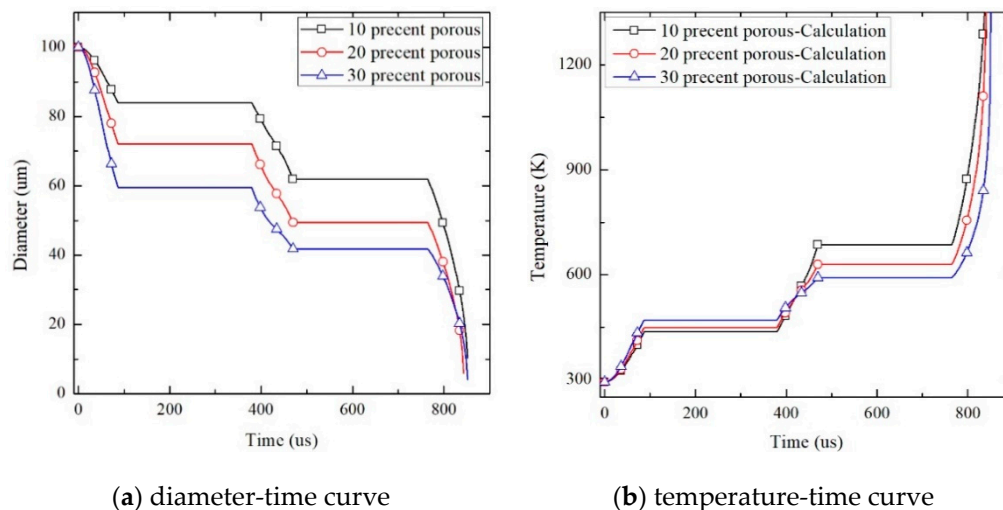 10 precent porous
20 precent porous
30 precent porous
100
80
60
40
20
0
Diameter (um)
0 200 400 600 800
Time (us)
10 precent porous-Calculation
20 precent porous-Calculation
30 precent porous-Calculation
1200
900
600
300
Temperature (K)
0 200 400 600 800
Time (us)
(a) diameter-time curve
(b) temperature-time curve